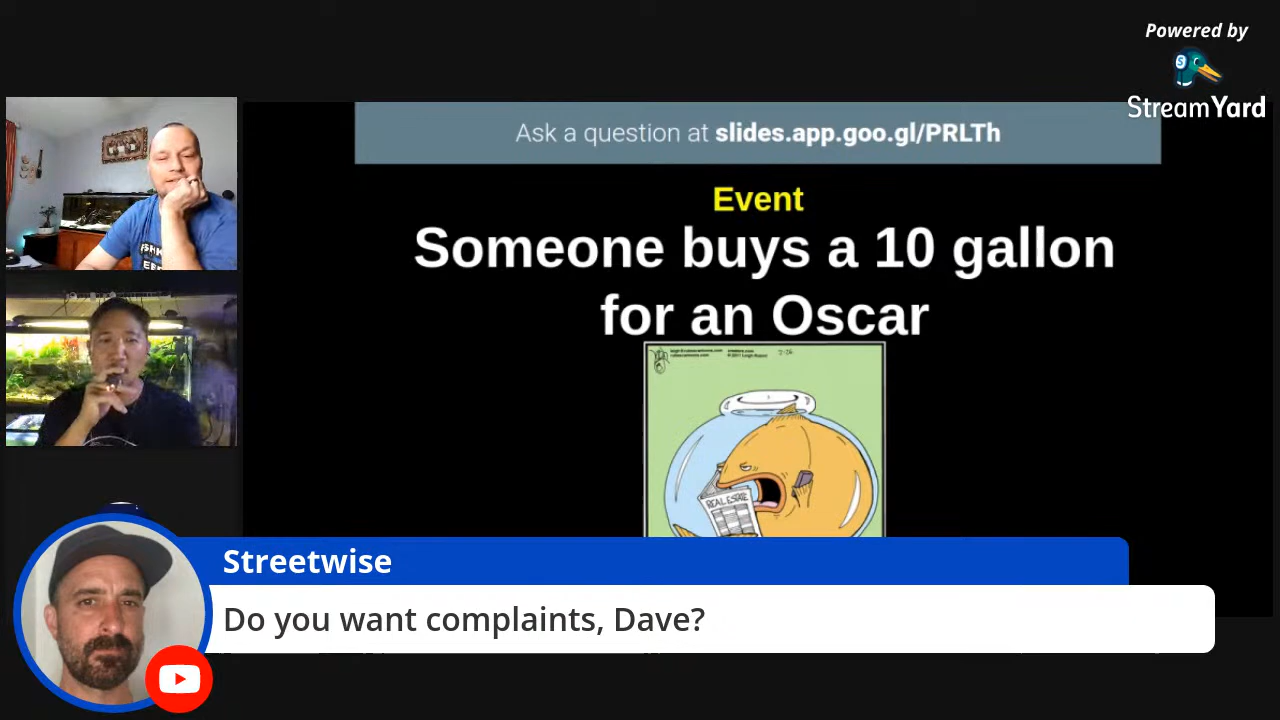 Powered by
StreamYard
Ask a question at slides.app.goo.gl/PRLTh
Event
Someone buys a 10 gallon
for an Oscar
REAL ESTATE
Streetwise
Do you want complaints, Dave?